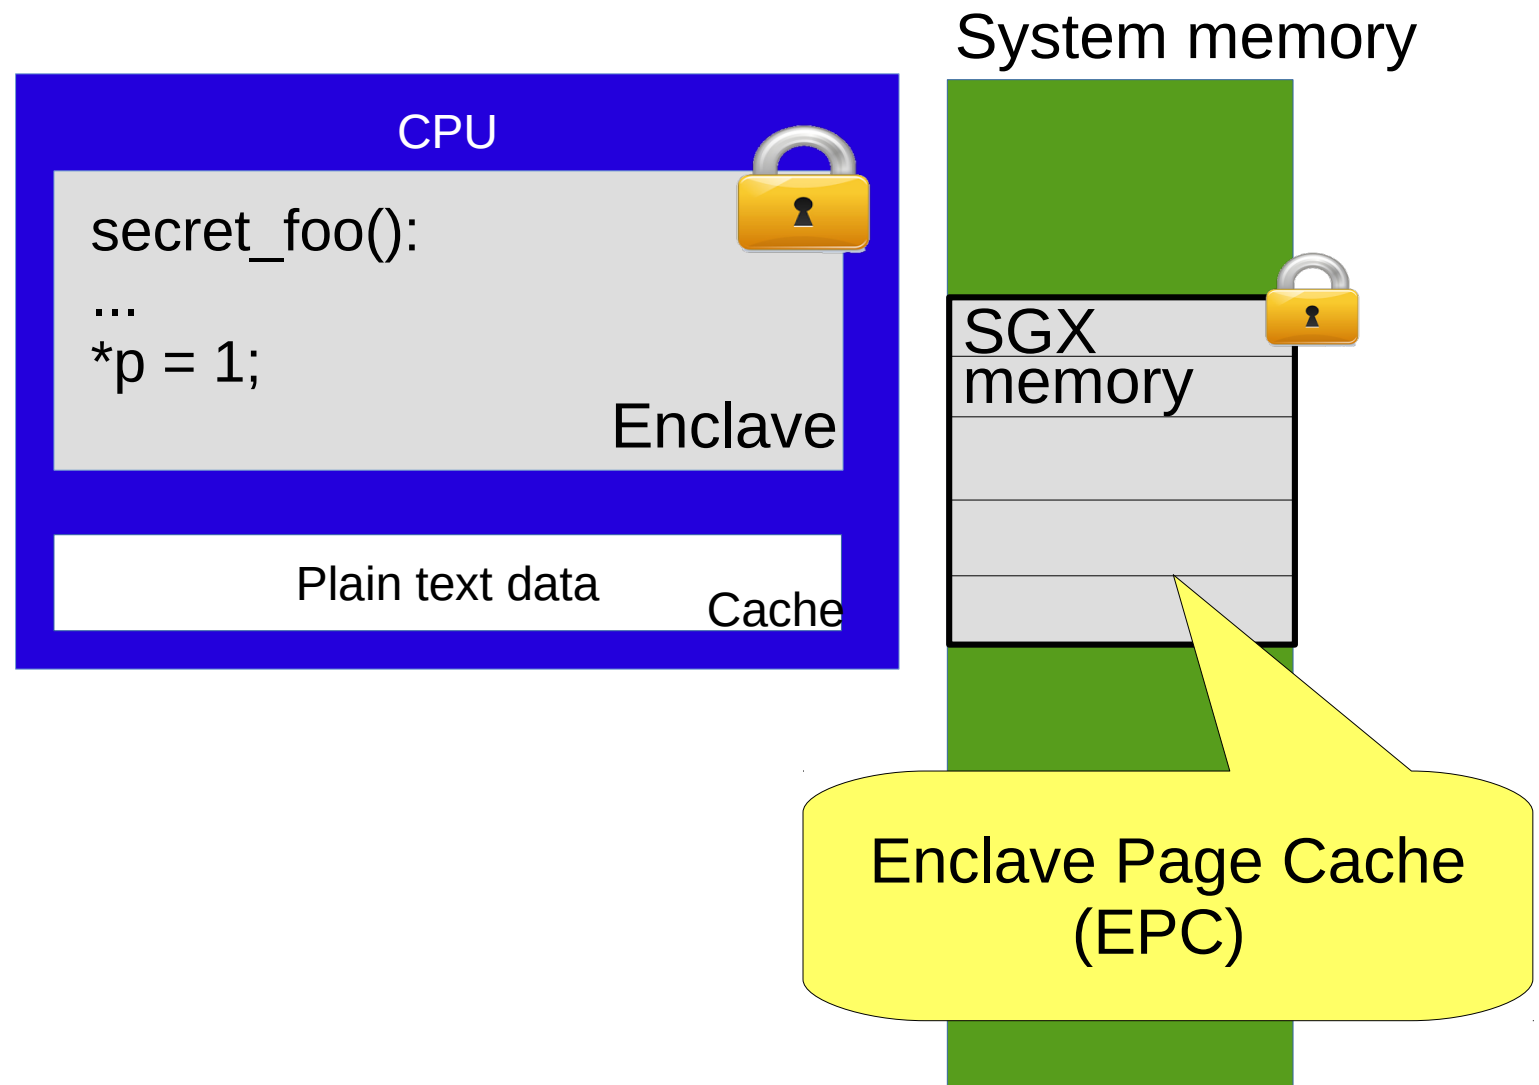 System memory
CPU
secret_foo():
...
*p = 1;
Enclave
Plain text data
Cache
SGX
memory
Enclave Page Cache
(EPC)